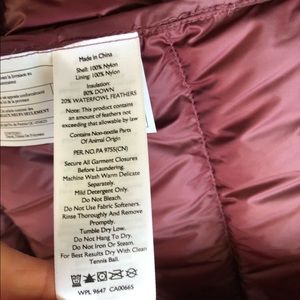 Made in China
Shell: 100% Nylon
Lining: 100% Nylon
Insulation:
80% DOWN
20% WATERFOWL FEATHERS
Note: This product contains
an amount of feathers
not exceeding that
allowable by law
Contains Non-textile Parts
Of Animal Origin
PER. NO. PA 9755(CN)
Secure All Garment Closures
Before Laundering.
Machine Wash Warm Delicate
Separately
Mild Detergent Only.
Do Not Bleach.
Do Not Use Fabric Softeners.
Rinse Thoroughly And Remove
Promptly.
Tumble Dry Low.
Do Not Hang To Dry.
Do Not Iron Or Steam.
For Best Results Dry With Clean
Tennis Ball.
WPL 9647 CA00665